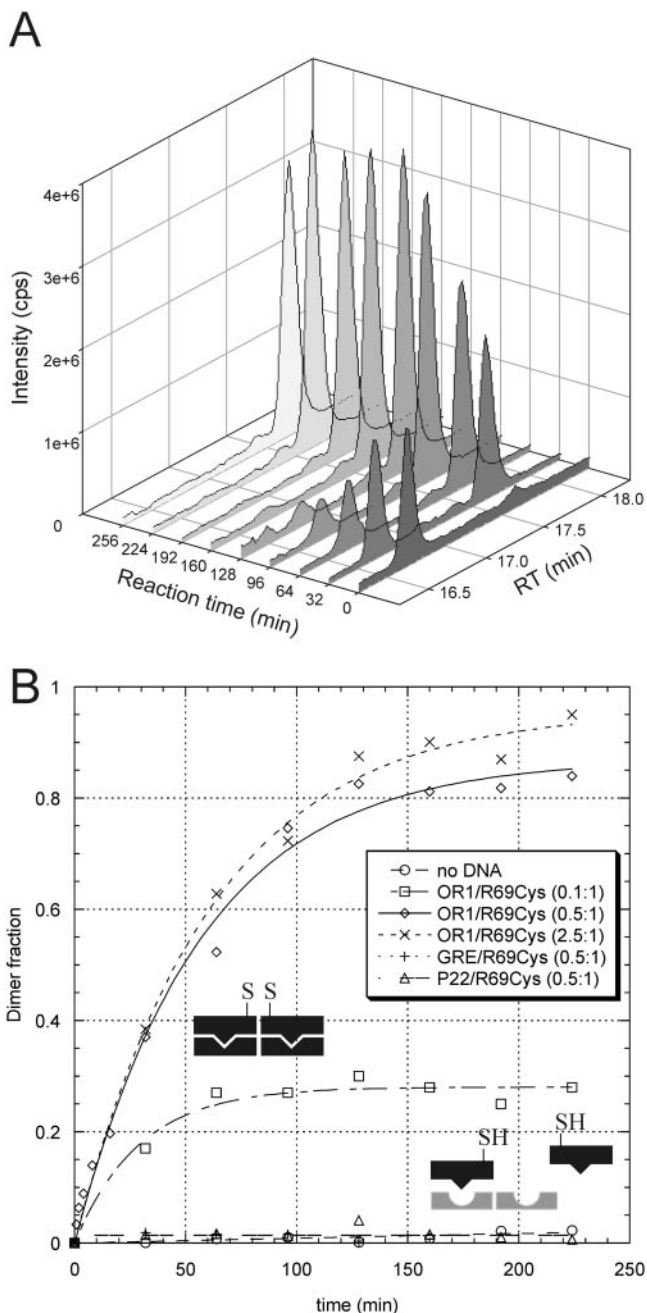 A
4e+6
3e+6
2e+6
1e+6
0
Intensity (cps)
256
224
192
160
128
96
64
32
0
Reaction time (min)
16.5
17.0
17.5
18.0
RT (min)
B
1
0.8
0.6
0.4
0.2
0
Dimer fraction
no DNA
OR1/R69Cys (0.1:1)
OR1/R69Cys (0.5:1)
OR1/R69Cys (2.5:1)
GRE/R69Cys (0.5:1)
P22/R69Cys (0.5:1)
S S
SH
SH
0 50 100 150 200 250
time (min)